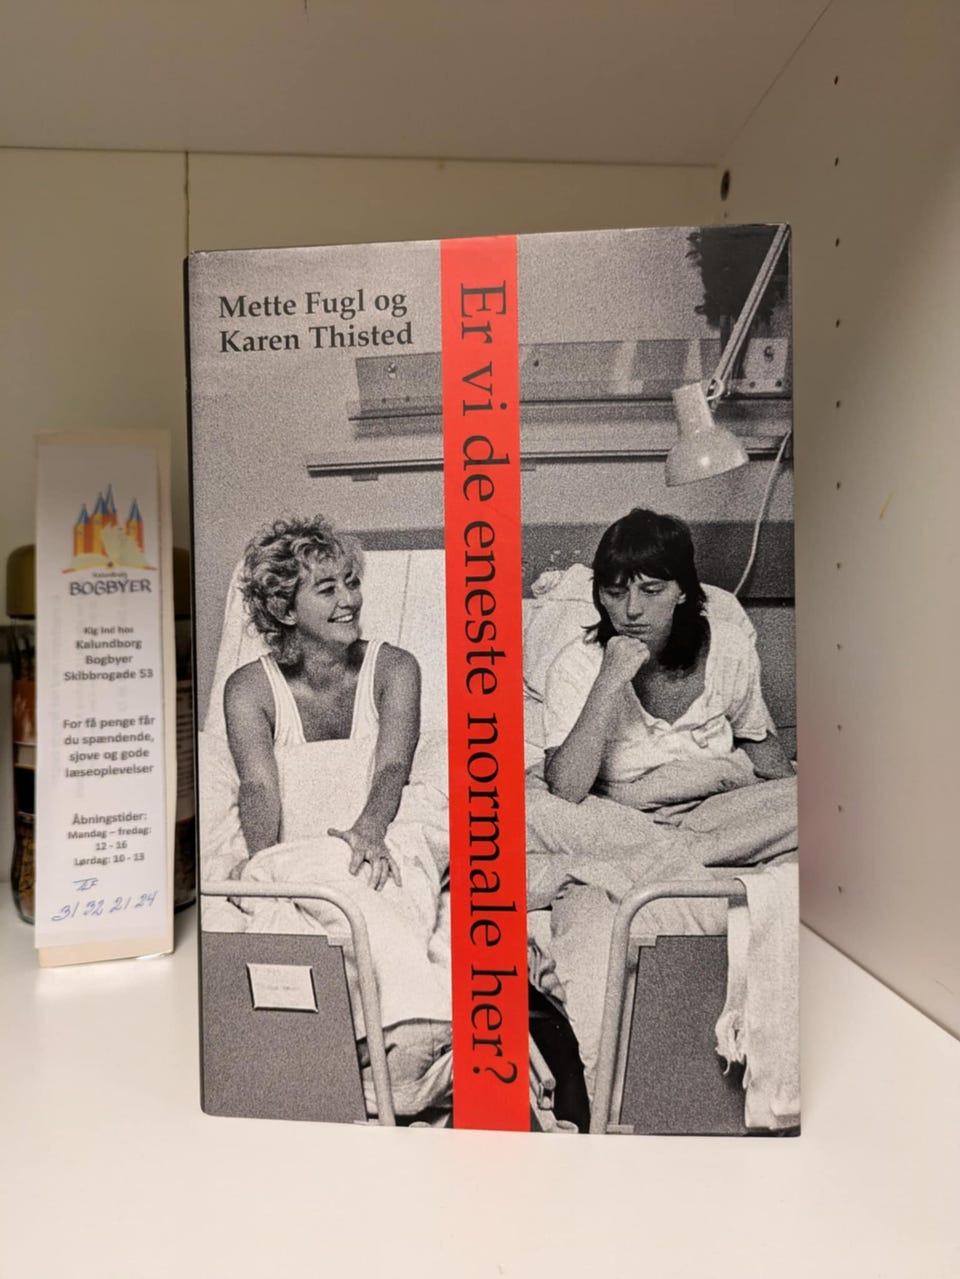 Mette Fugl og
Karen Thisted
Er vi de eneste normale her?
Kalundborg
BOGBYER
Kig ind hos
Kalundborg
Bogbyer
Skibbrogade 53
For få penge får
du spændende,
sjove og gode
læseoplevelser
Åbningstider:
Mandag – fredag:
12 - 16
Lørdag: 10 - 13
TLF
31 32 21 24